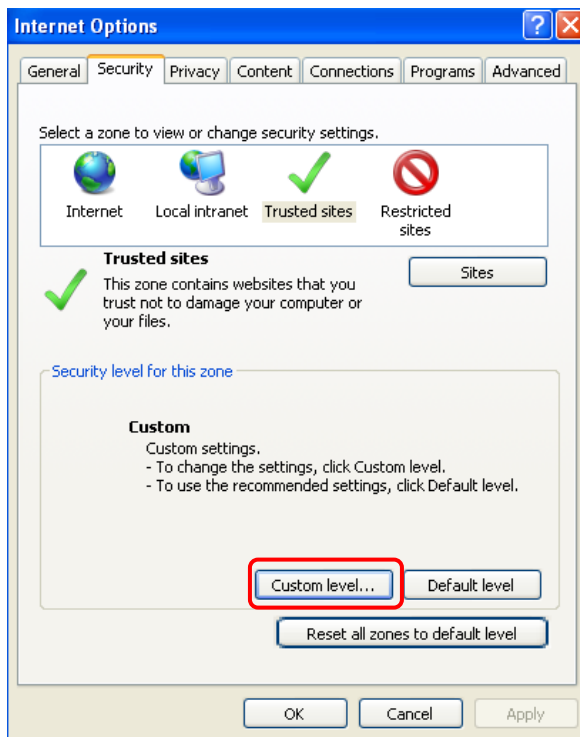 Internet Options
General Security Privacy Content Connections Programs Advanced
Select a zone to view or change security settings.
Internet Local intranet Trusted sites Restricted
sites
Trusted sites
This zone contains websites that you
trust not to damage your computer or
your files.
Sites
Security level for this zone
Custom
Custom settings.
- To change the settings, click Custom level.
- To use the recommended settings, click Default level.
Custom level... Default level
Reset all zones to default level
OK Cancel Apply